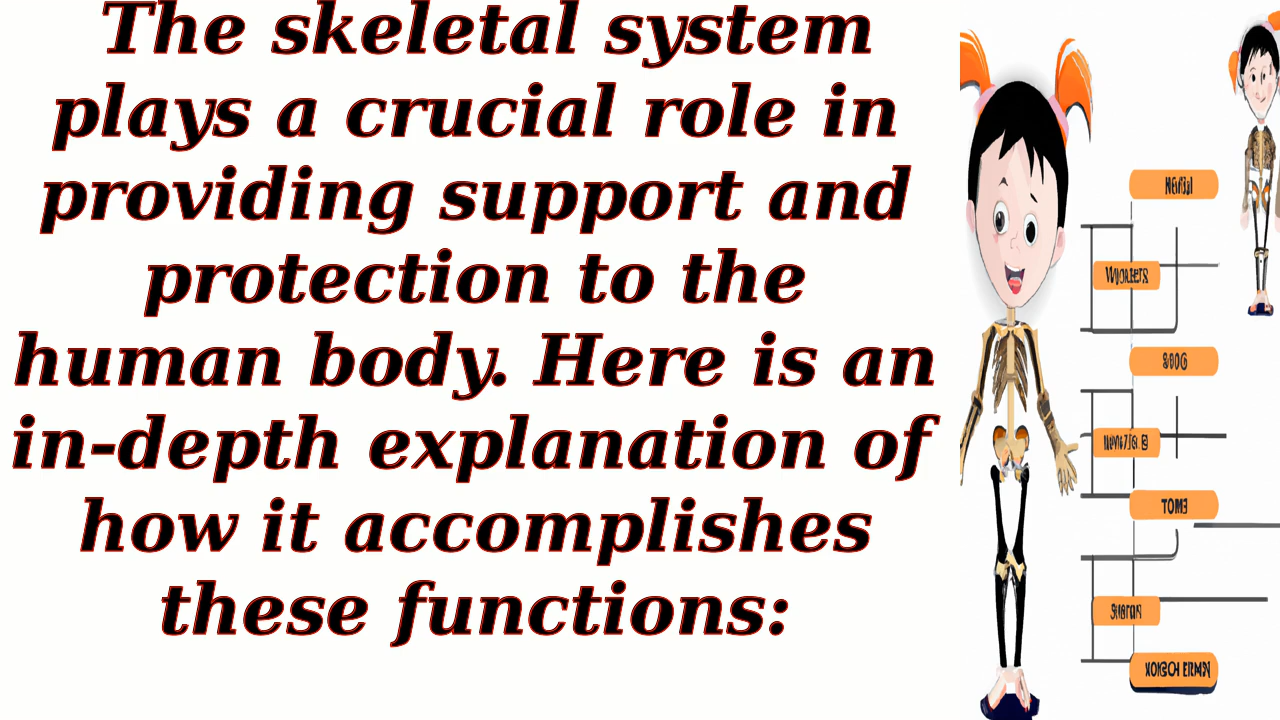 The skeletal system
plays a crucial role in
providing support and
protection to the
human body. Here is an
in-depth explanation of
how it accomplishes
these functions:
TOME